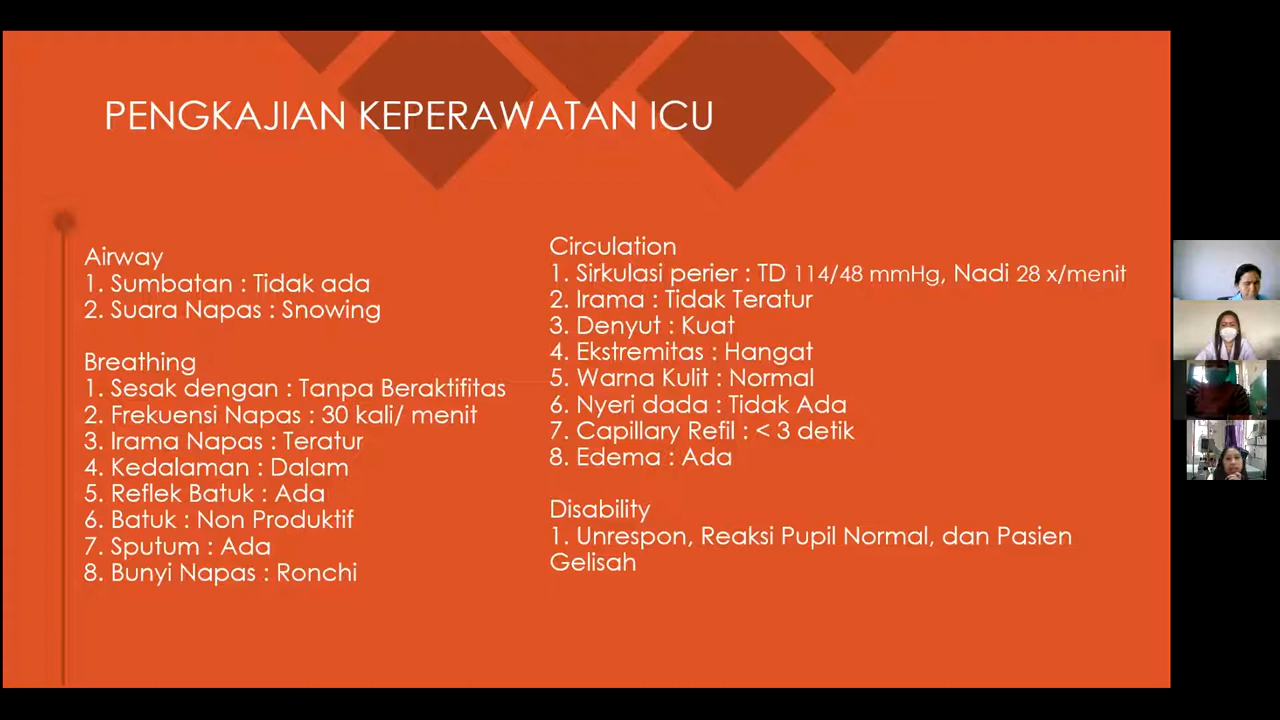 PENGKAJIAN KEPERAWATAN ICU
Airway
1. Sumbatan : Tidak ada
2. Suara Napas : Snowing
Breathing
1. Sesak dengan : Tanpa Beraktifitas
2. Frekuensi Napas : 30 kali/ menit
3. Irama Napas : Teratur
4. Kedalaman : Dalam
5. Reflek Batuk : Ada
6. Batuk : Non Produktif
7. Sputum : Ada
8. Bunyi Napas : Ronchi
Circulation
1. Sirkulasi perier : TD 114/48 mmHg, Nadi 28 x/menit
2. Irama : Tidak Teratur
3. Denyut : Kuat
4. Ekstremitas : Hangat
5. Warna Kulit : Normal
6. Nyeri dada : Tidak Ada
7. Capillary Refil : < 3 detik
8. Edema : Ada
Disability
1. Unrespon, Reaksi Pupil Normal, dan Pasien
Gelisah